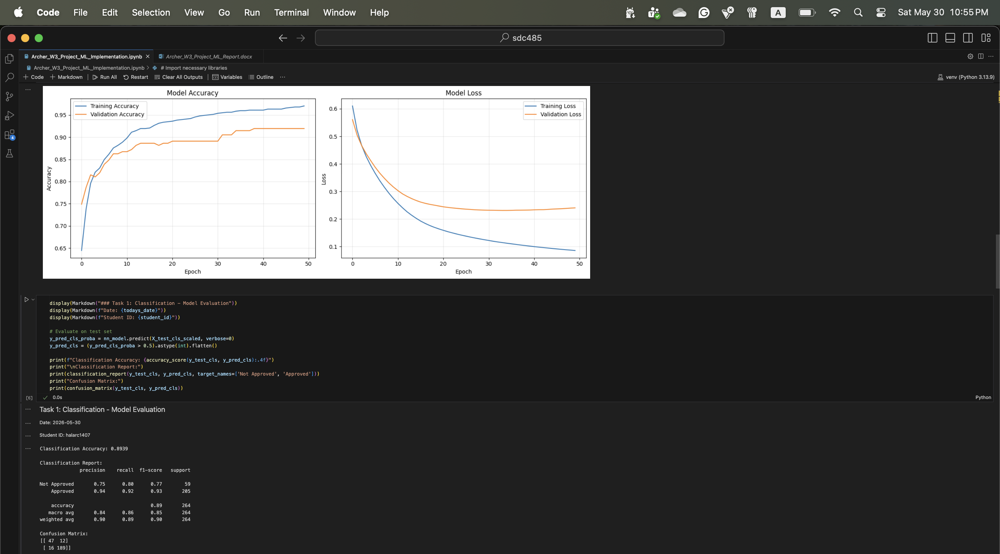 Code File Edit Selection View Go Run Terminal Window Help A Sat May 30 10:55 PM
sdc485
Archer_W3_Project_ML_Implementation.ipynb Archer_W3_Project_ML_Report.docx
Archer_W3_Project_ML_Implementation.ipynb > # Import necessary libraries
+ Code + Markdown | Run All Restart Clear All Outputs | Variables Outline ... venv (Python 3.13.9)
4
Model Accuracy
Training Accuracy
Validation Accuracy
0.95
0.90
0.85
0.80
0.75
0.70
0.65
Accuracy
0 10 20 30 40 50
Epoch
Model Loss
Training Loss
Validation Loss
0.6
0.5
0.4
0.3
0.2
0.1
Loss
0 10 20 30 40 50
Epoch
display(Markdown("### Task 1: Classification - Model Evaluation"))
display(Markdown(f"Date: {todays_date}"))
display(Markdown(f"Student ID: {student_id}"))
# Evaluate on test set
y_pred_cls_proba = nn_model.predict(X_test_cls_scaled, verbose=0)
y_pred_cls = (y_pred_cls_proba > 0.5).astype(int).flatten()
print(f"Classification Accuracy: {accuracy_score(y_test_cls, y_pred_cls):.4f}")
print("\nClassification Report:")
print(classification_report(y_test_cls, y_pred_cls, target_names=['Not Approved', 'Approved']))
print("Confusion Matrix:")
print(confusion_matrix(y_test_cls, y_pred_cls))
[6] 0.0s Python
Task 1: Classification - Model Evaluation
Date: 2026-05-30
Student ID: halarc1407
Classification Accuracy: 0.8939
Classification Report:
precision recall f1-score support
Not Approved 0.75 0.80 0.77 59
Approved 0.94 0.92 0.93 205
accuracy 0.89 264
macro avg 0.84 0.86 0.85 264
weighted avg 0.90 0.89 0.90 264
Confusion Matrix:
[[ 47 12]
[ 16 189]]